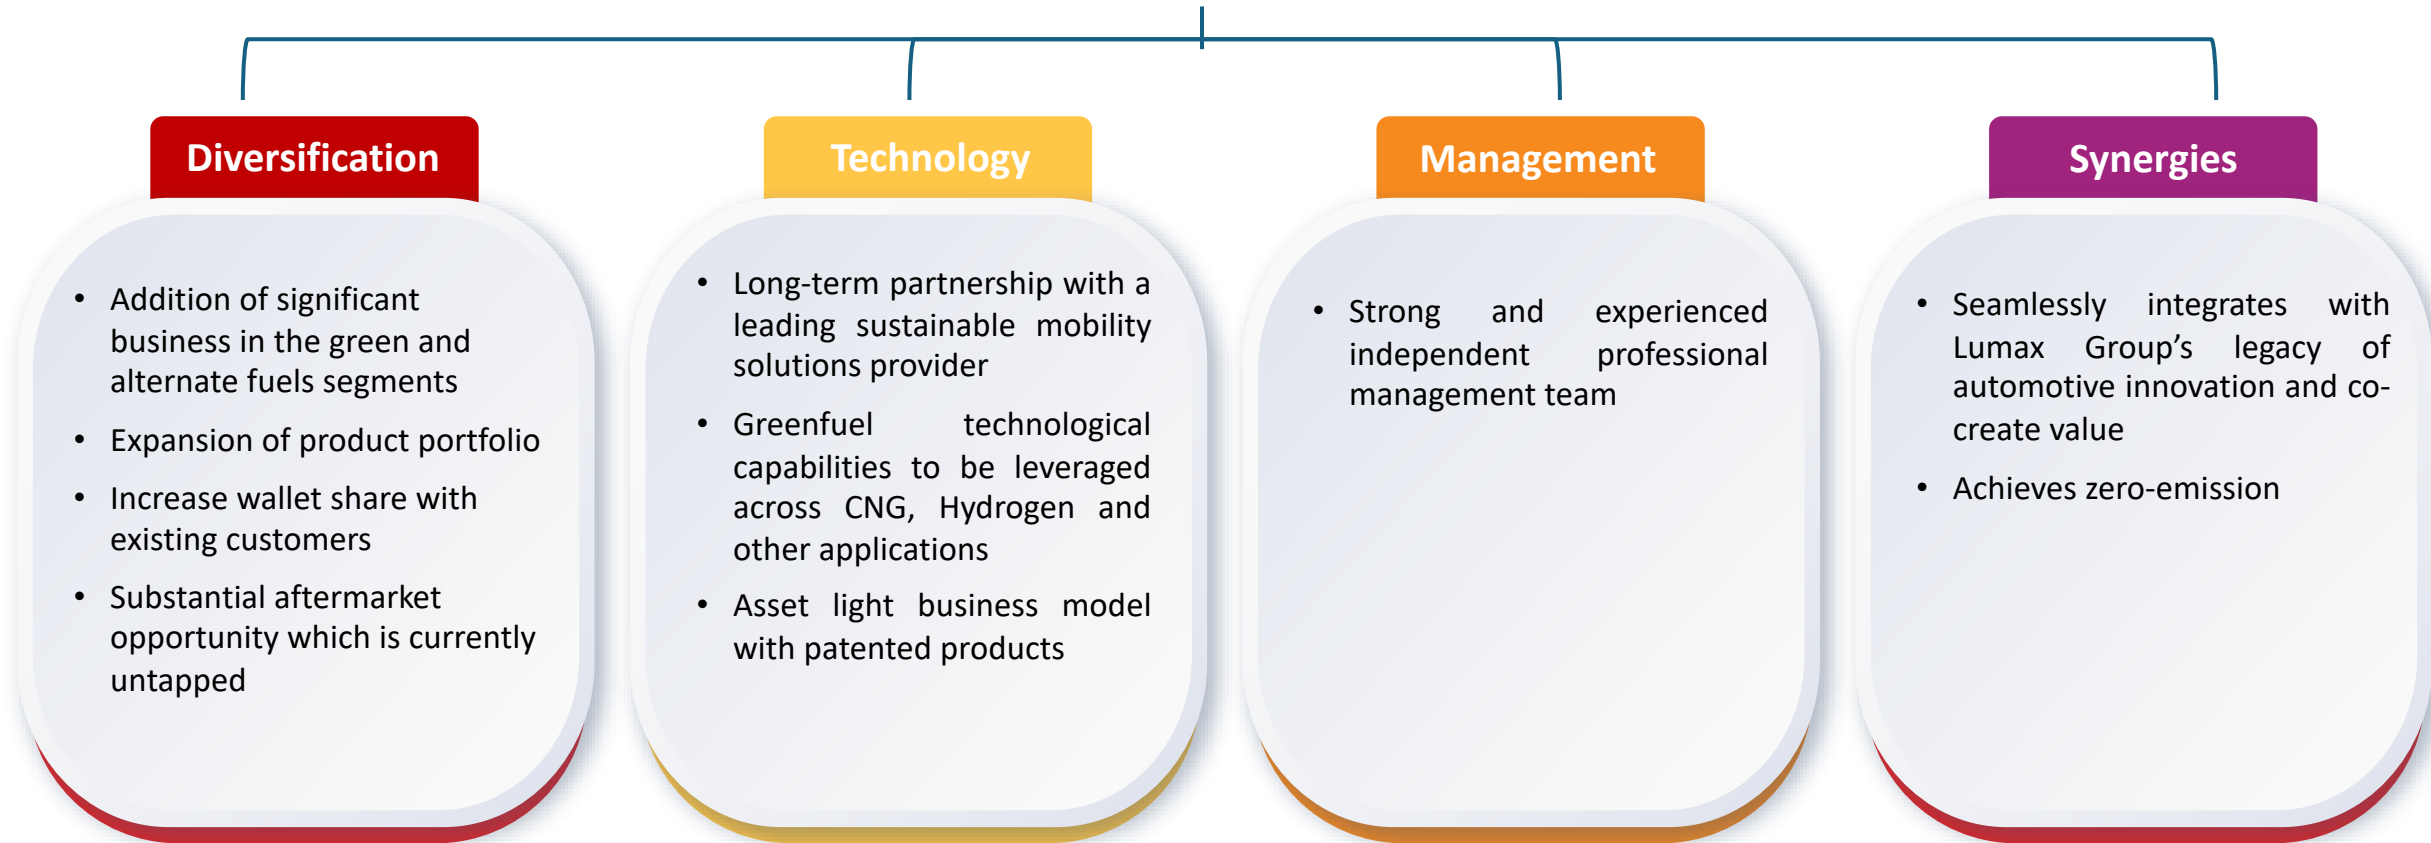 Diversification
• Addition of significant
business in the green and
alternate fuels segments
• Expansion of product portfolio
• Increase wallet share with
existing customers
• Substantial aftermarket
opportunity which is currently
untapped
Technology
• Long-term partnership with a
leading sustainable mobility
solutions provider
• Greenfuel technological
capabilities to be leveraged
across CNG, Hydrogen and
other applications
• Asset light business model
with patented products
Management
• Strong and experienced
independent professional
management team
Synergies
• Seamlessly integrates with
Lumax Group’s legacy of
automotive innovation and co-
create value
• Achieves zero-emission